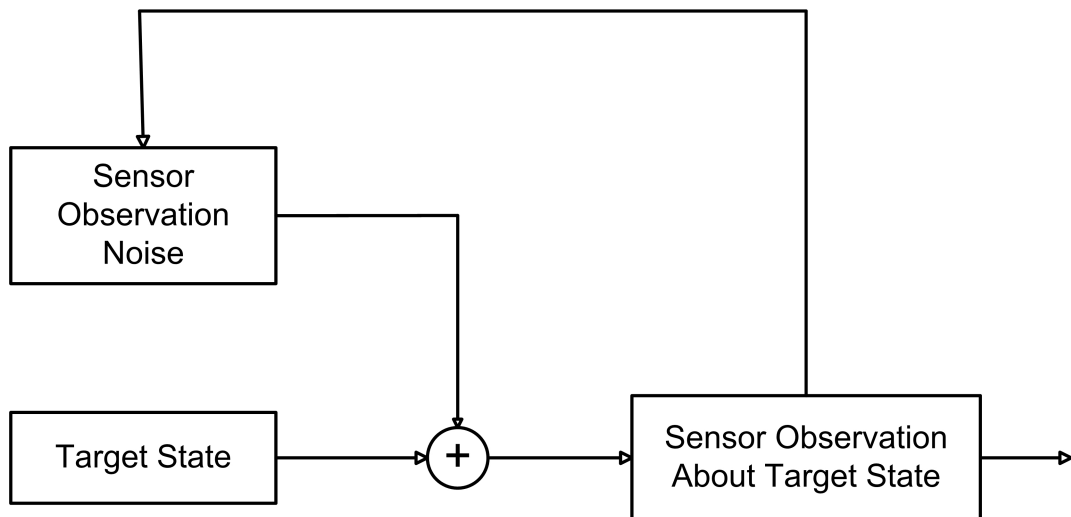 Sensor
Observation
Noise
Target State
+
Sensor Observation
About Target State